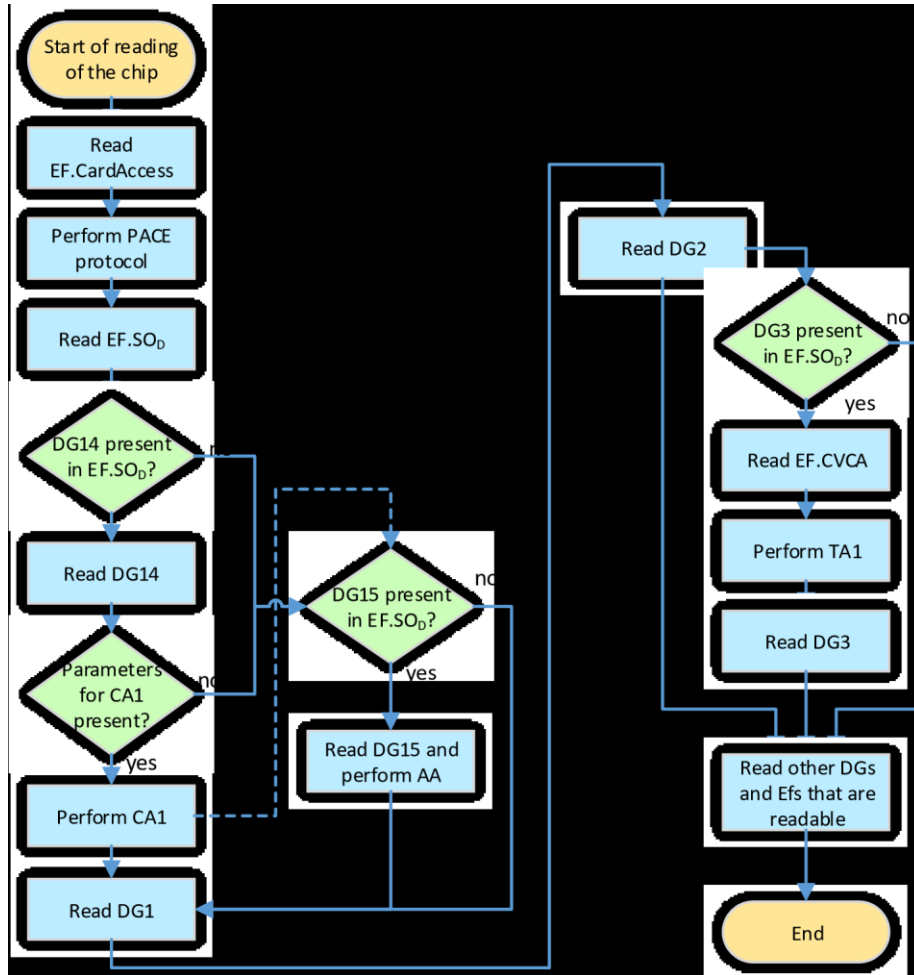 Start of reading
of the chip
Read
EF.CardAccess
Perform PACE
protocol
Read EF.SOD
DG14 present
in EF.SOD?
no
Read DG14
Parameters
for CA1
present?
no
yes
Perform CA1
Read DG1
DG15 present
in EF.SOD?
no
yes
Read DG15 and
perform AA
Read DG2
DG3 present
in EF.SOD?
no
yes
Read EF.CVCA
Perform TA1
Read DG3
Read other DGs
and Efs that are
readable
End